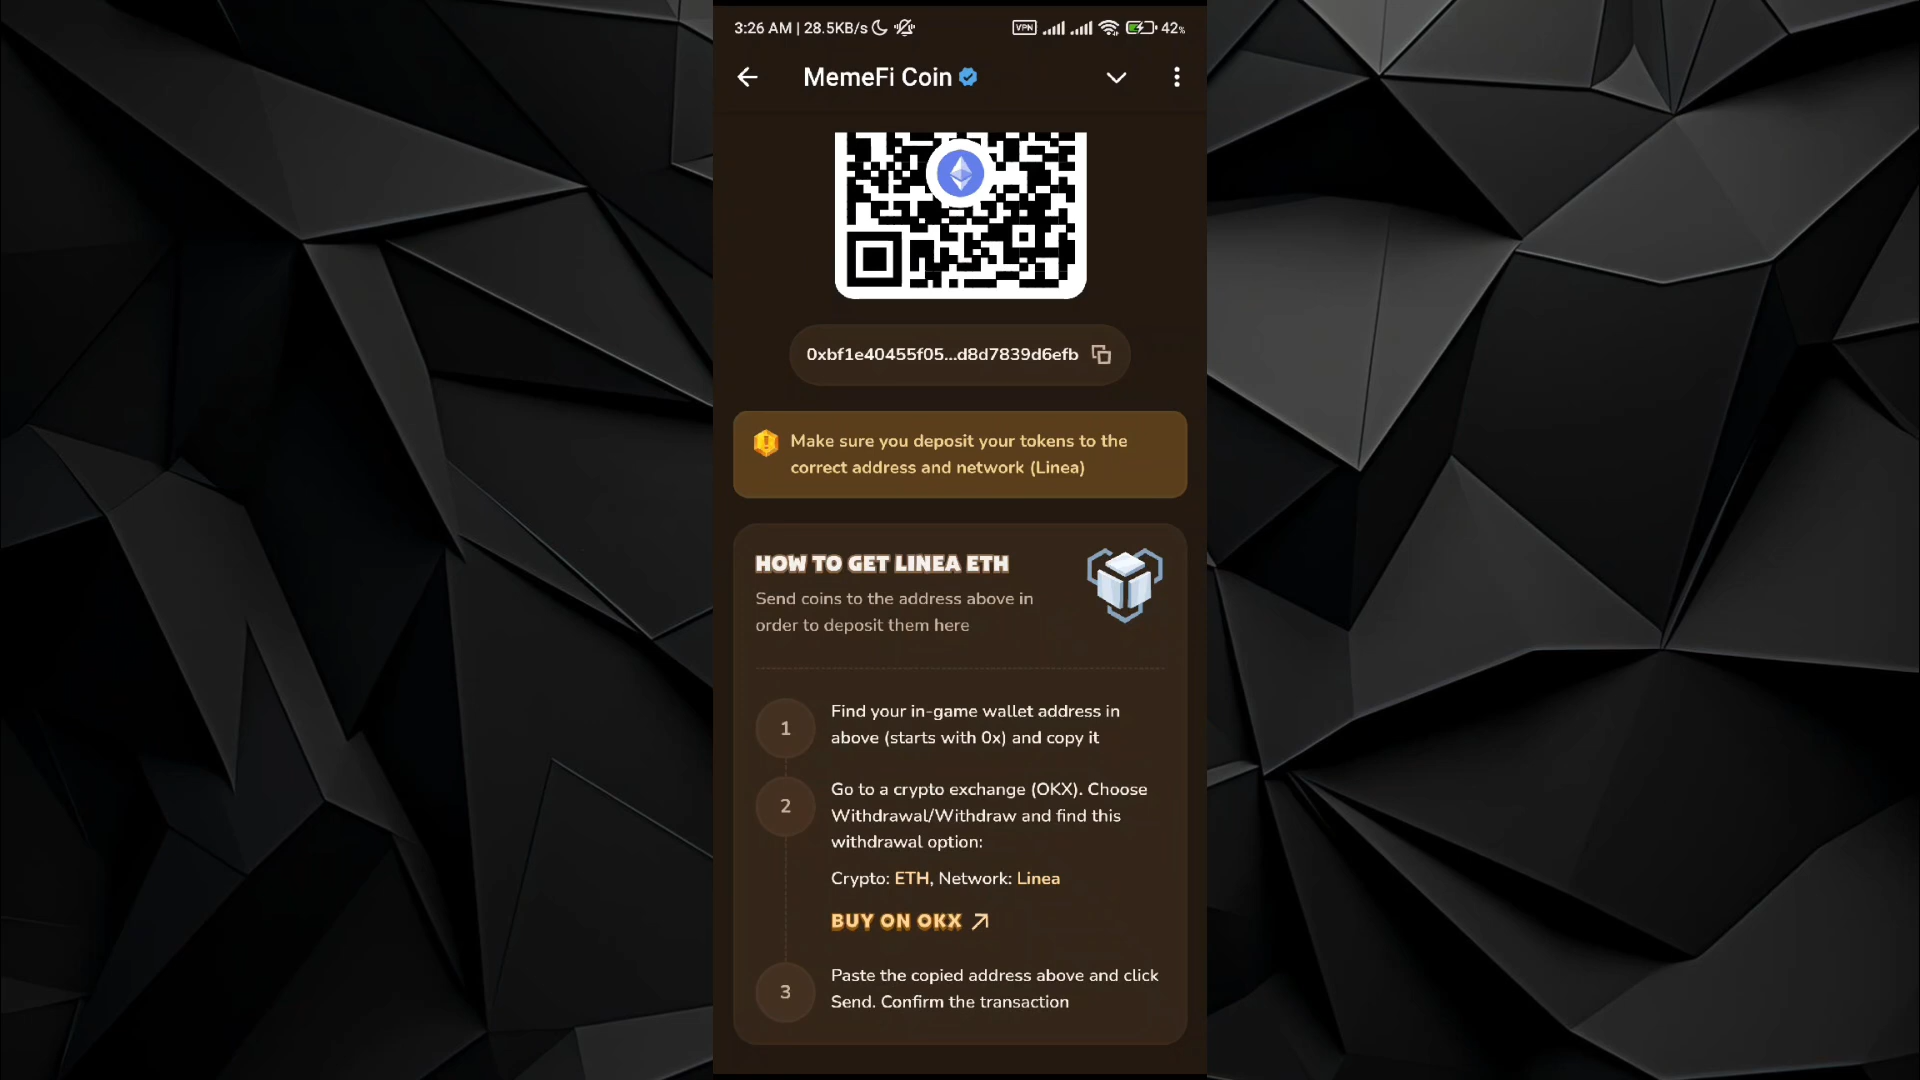 3:26 AM | 28.5KB/s VPN 42%
MemeFi Coin
0xbf1e40455f05...d8d7839d6efb
Make sure you deposit your tokens to the
correct address and network (Linea)
HOW TO GET LINEA ETH
Send coins to the address above in
order to deposit them here
1
Find your in-game wallet address in
above (starts with 0x) and copy it
2
Go to a crypto exchange (OKX). Choose
Withdrawal/Withdraw and find this
withdrawal option:
Crypto: ETH, Network: Linea
BUY ON OKX
3
Paste the copied address above and click
Send. Confirm the transaction